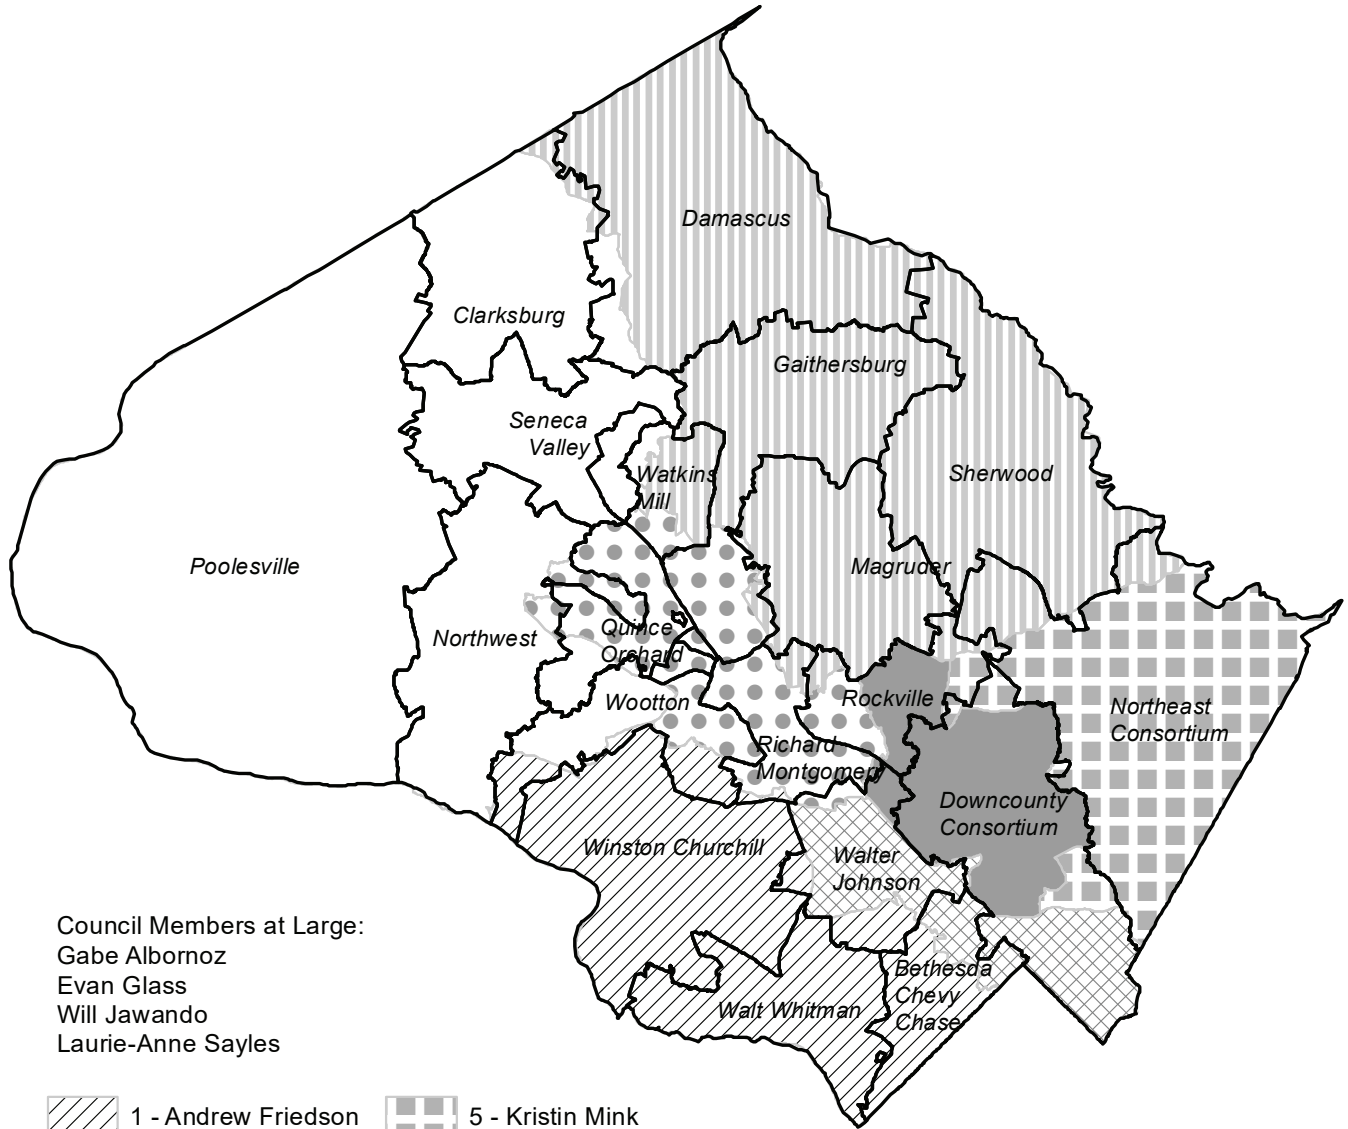 Damascus
Clarksburg
Gaithersburg
Seneca
Valley
Watkins
Mill
Sherwood
Poolesville
Magruder
Northwest
Quince
Orchard
Wootton
Rockville
Northeast
Consortium
Richard
Montgomery
Downcounty
Consortium
Winston Churchill
Walter
Johnson
Bethesda
Chevy
Chase
Walt Whitman
Council Members at Large:
Gabe Albornoz
Evan Glass
Will Jawando
Laurie-Anne Sayles
1 - Andrew Friedson
5 - Kristin Mink